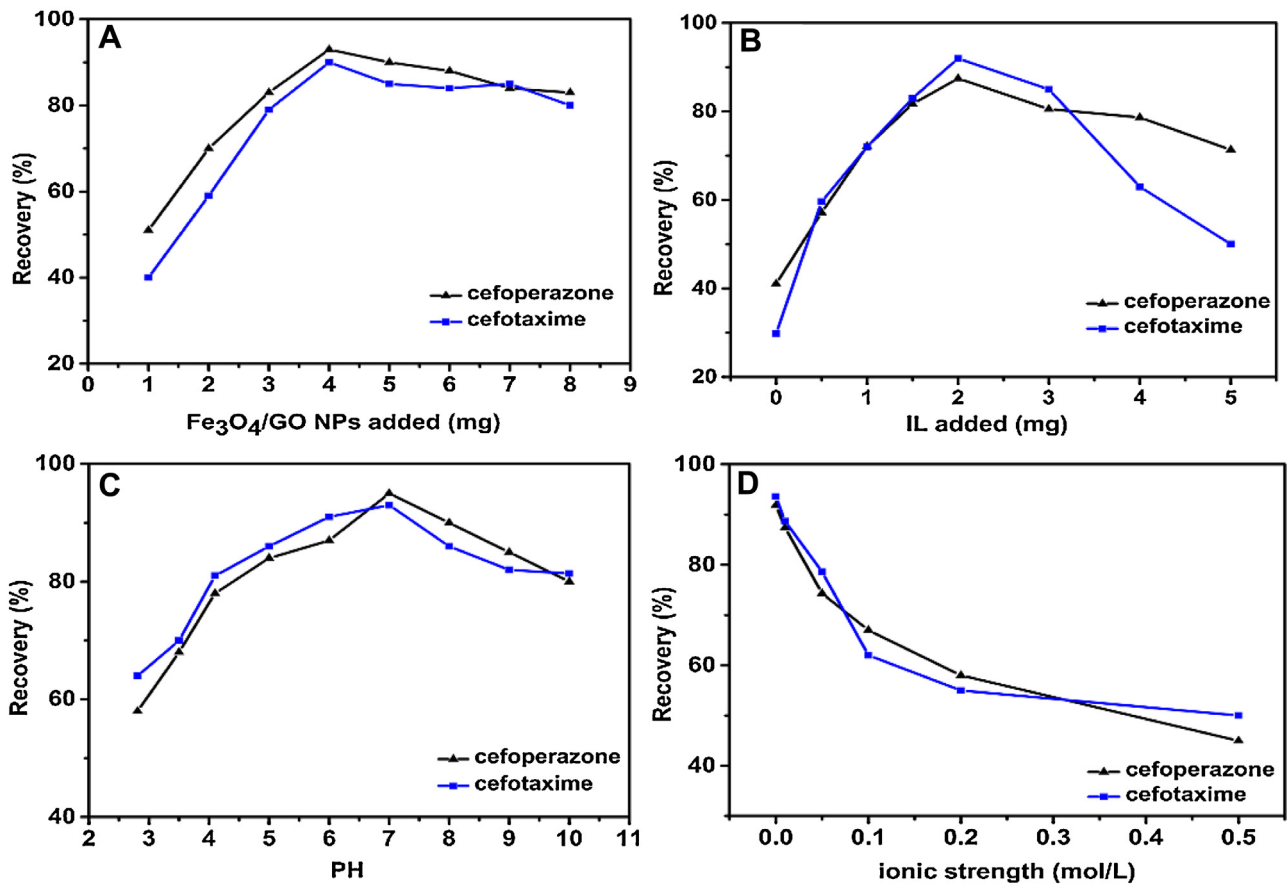 A
Recovery (%)
100
80
60
40
20
0 1 2 3 4 5 6 7 8 9
Fe3O4/GO NPs added (mg)
cefoperazone
cefotaxime
B
Recovery (%)
100
80
60
40
20
0 1 2 3 4 5
IL added (mg)
cefoperazone
cefotaxime
C
Recovery (%)
100
80
60
40
2 3 4 5 6 7 8 9 10 11
PH
cefoperazone
cefotaxime
D
Recovery (%)
100
80
60
40
0.0 0.1 0.2 0.3 0.4 0.5
ionic strength (mol/L)
cefoperazone
cefotaxime